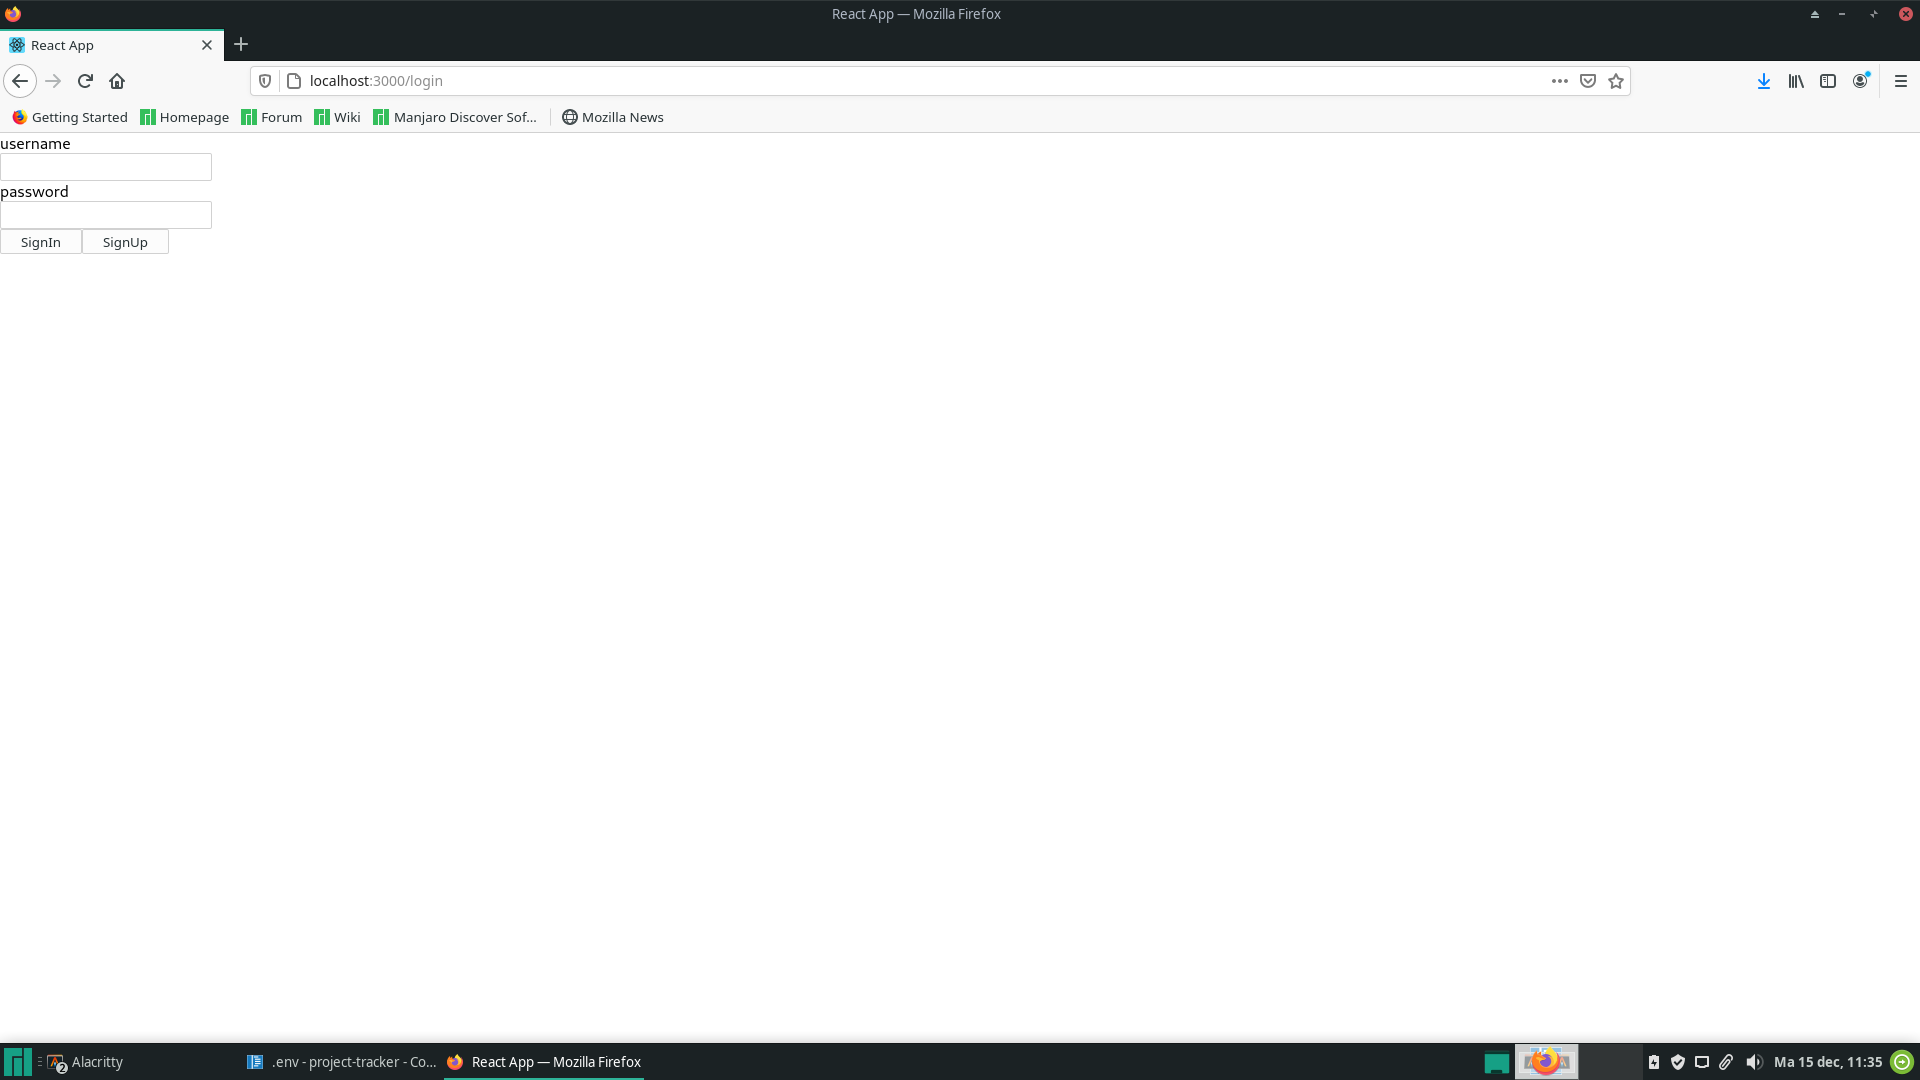 React App — Mozilla Firefox
React App
localhost:3000/login
Getting Started Homepage Forum Wiki Manjaro Discover Sof... Mozilla News
username
password
SignIn SignUp
2 Alacritty .env - project-tracker - Co... React App — Mozilla Firefox Ma 15 dec, 11:35